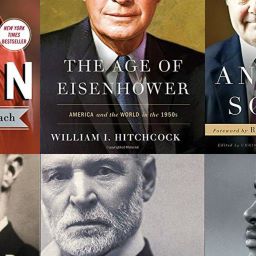 NEW YORK TIMES
BESTSELLER
N
ach
THE AGE OF
EISENHOWER
AMERICA AND THE WORLD IN THE 1950s
WILLIAM I. HITCHCOCK
AN
SC
Foreword by R